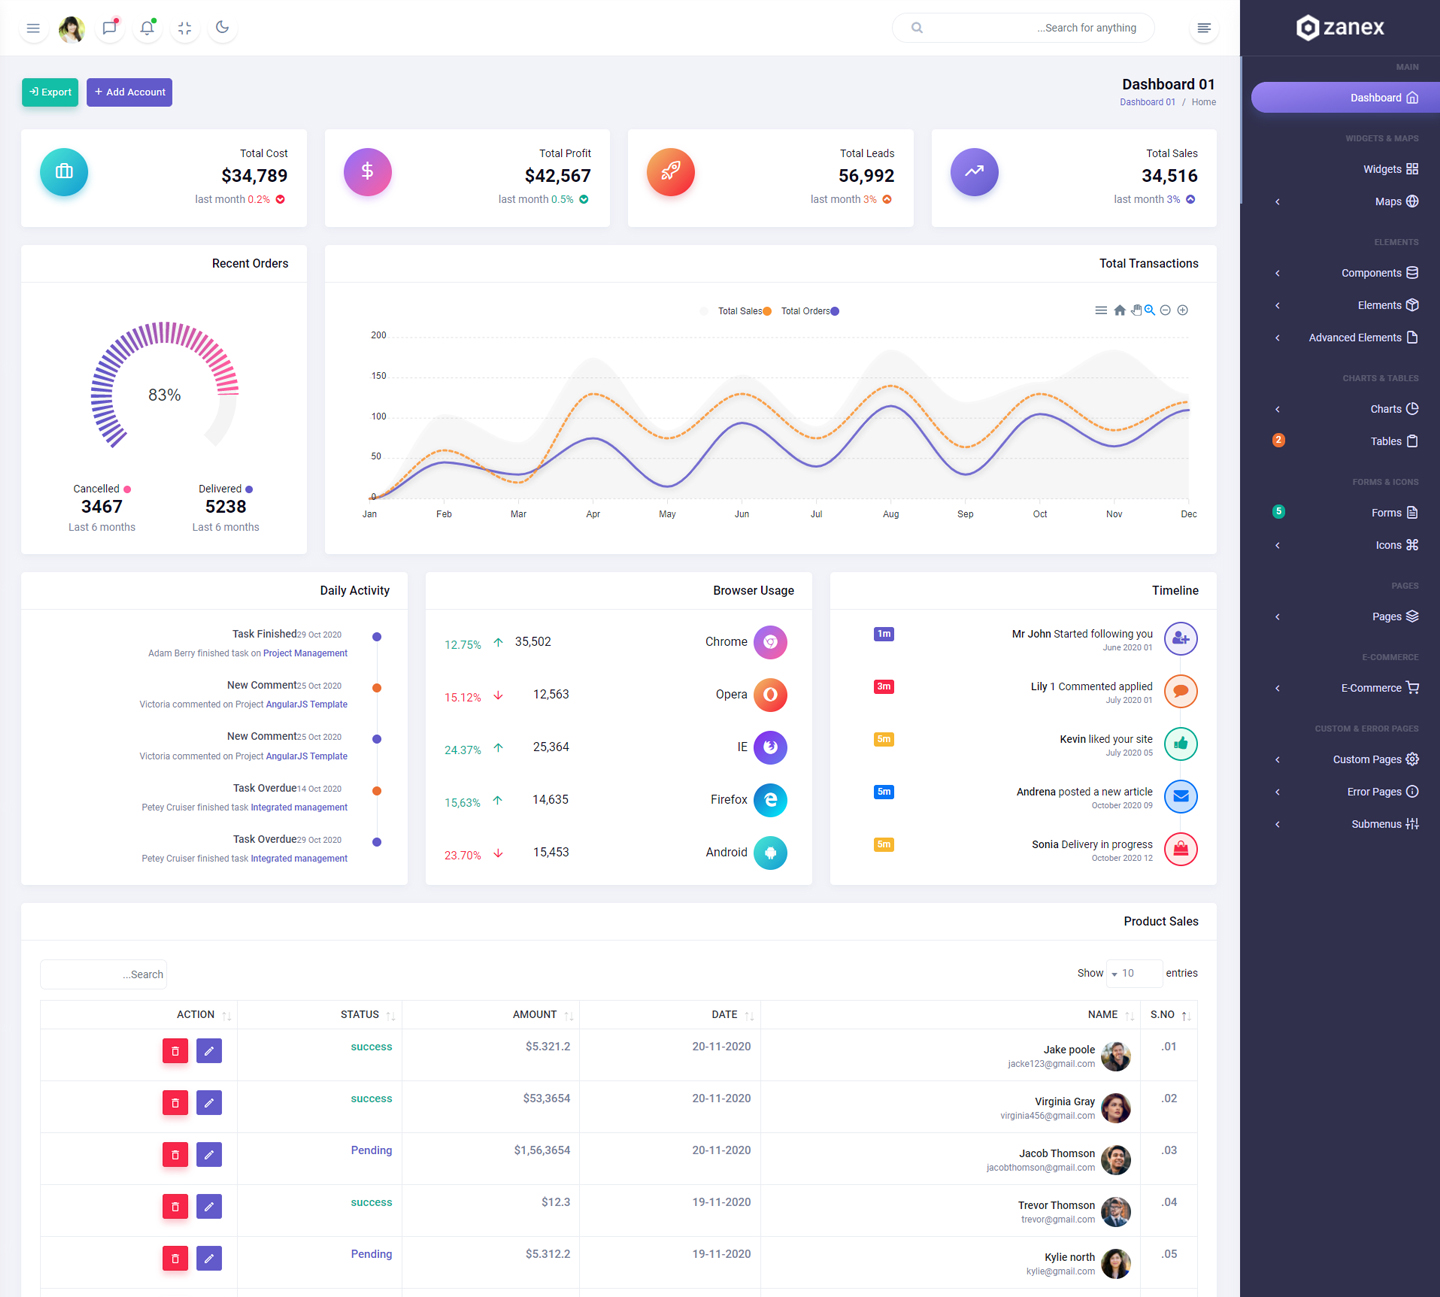 ...Search for anything
zanex
MAIN
Dashboard
WIDGETS & MAPS
Widgets
Maps
ELEMENTS
Components
Elements
Advanced Elements
CHARTS & TABLES
Charts
Tables
2
FORMS & ICONS
Forms
5
Icons
PAGES
Pages
E-COMMERCE
E-Commerce
CUSTOM & ERROR PAGES
Custom Pages
Error Pages
Submenus
Dashboard 01
Dashboard 01 / Home
Export
Add Account
Total Cost
$34,789
last month 0.2%
Total Profit
$42,567
last month 0.5%
Total Leads
56,992
last month 3%
Total Sales
34,516
last month 3%
Recent Orders
83%
Cancelled
3467
Last 6 months
Delivered
5238
Last 6 months
Total Transactions
Total Sales Total Orders
200
150
100
50
0
Jan Feb Mar Apr May Jun Jul Aug Sep Oct Nov Dec
Daily Activity
Task Finished29 Oct 2020
Adam Berry finished task on Project Management
New Comment25 Oct 2020
Victoria commented on Project AngularJS Template
New Comment25 Oct 2020
Victoria commented on Project AngularJS Template
Task Overdue14 Oct 2020
Petey Cruiser finished task Integrated management
Task Overdue29 Oct 2020
Petey Cruiser finished task Integrated management
Browser Usage
12.75% 35,502 Chrome
15.12% 12,563 Opera
24.37% 25,364 IE
15,63% 14,635 Firefox
23.70% 15,453 Android
Timeline
1m Mr John Started following you
June 2020 01
3m Lily 1 Commented applied
July 2020 01
5m Kevin liked your site
July 2020 05
5m Andrena posted a new article
October 2020 09
5m Sonia Delivery in progress
October 2020 12
Product Sales
...Search
Show 10 entries
ACTION STATUS AMOUNT DATE NAME S.NO
success $5.321.2 20-11-2020 Jake poole .01
jacke123@gmail.com
success $53,3654 20-11-2020 Virginia Gray .02
virginia456@gmail.com
Pending $1,56,3654 20-11-2020 Jacob Thomson .03
jacobthomson@gmail.com
success $12.3 19-11-2020 Trevor Thomson .04
trevor@gmail.com
Pending $5.312.2 19-11-2020 Kylie north .05
kylie@gmail.com